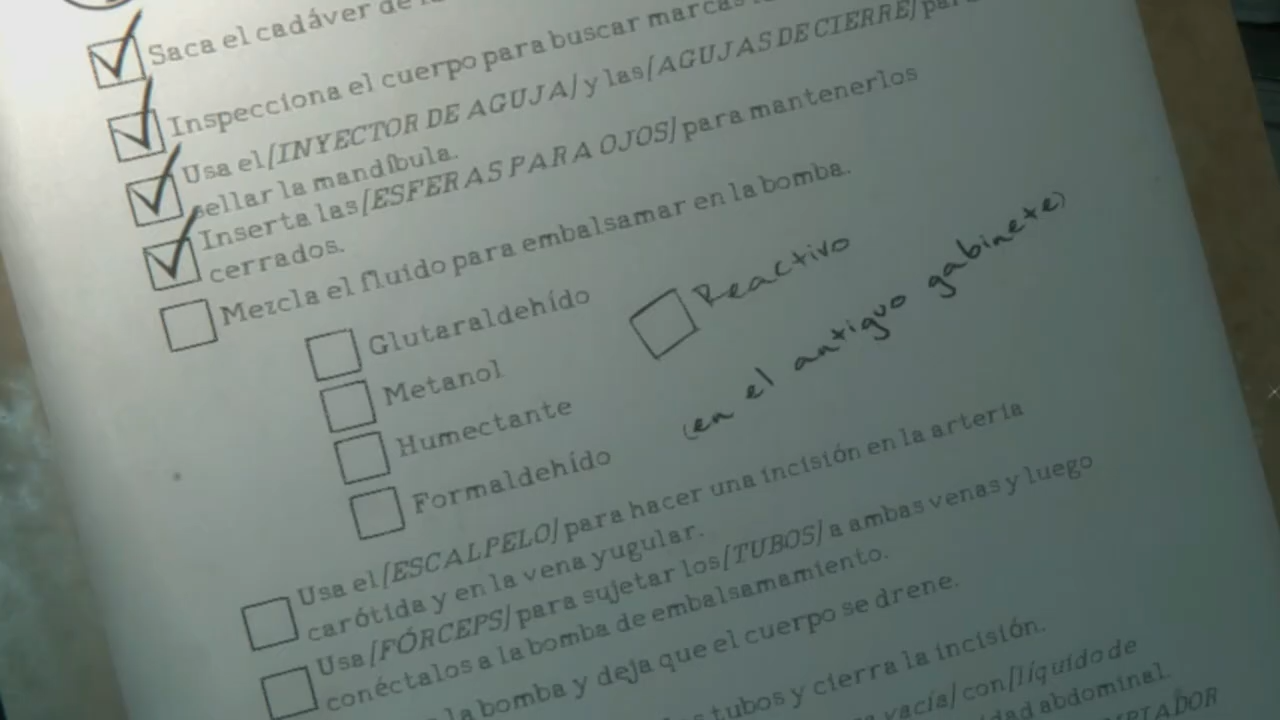 Saca el cadáver de
Inspecciona el cuerpo para buscar marcas
Usa el [INYECTOR DE AGUJA] y las [AGUJAS DE CIERRE] para
sellar la mandíbula.
Inserta las [ESFERAS PARA OJOS] para mantenerlos
cerrados.
Mezcla el fluido para embalsamar en la bomba.
Glutaraldehído
Metanol
Humectante
Formaldehído
Reactivo
(en el antiguo gabinete)
Usa el [ESCALPELO] para hacer una incisión en la arteria
carótida y en la vena yugular.
Usa [FÓRCEPS] para sujetar los [TUBOS] a ambas venas y luego
conéctalos a la bomba de embalsamamiento.
la bomba y deja que el cuerpo se drene.
tubos y cierra la incisión.
vacía] con [líquido de
cavidad abdominal.